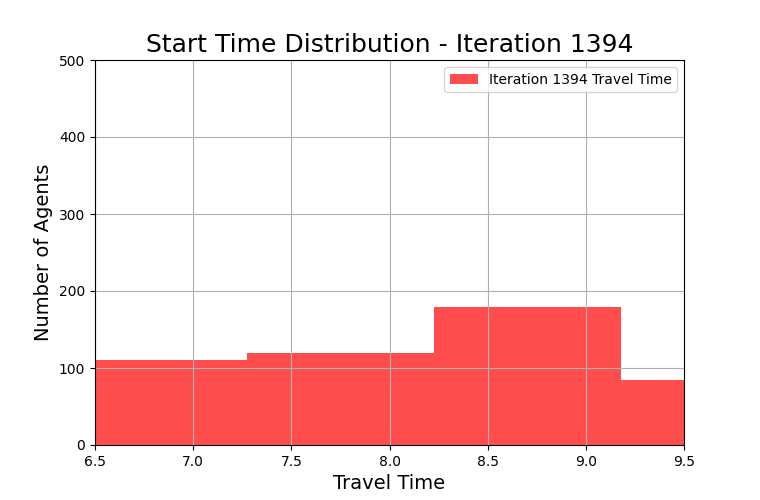 Start Time Distribution - Iteration 1394
Iteration 1394 Travel Time
Number of Agents
500
400
300
200
100
0
6.5 7.0 7.5 8.0 8.5 9.0 9.5
Travel Time